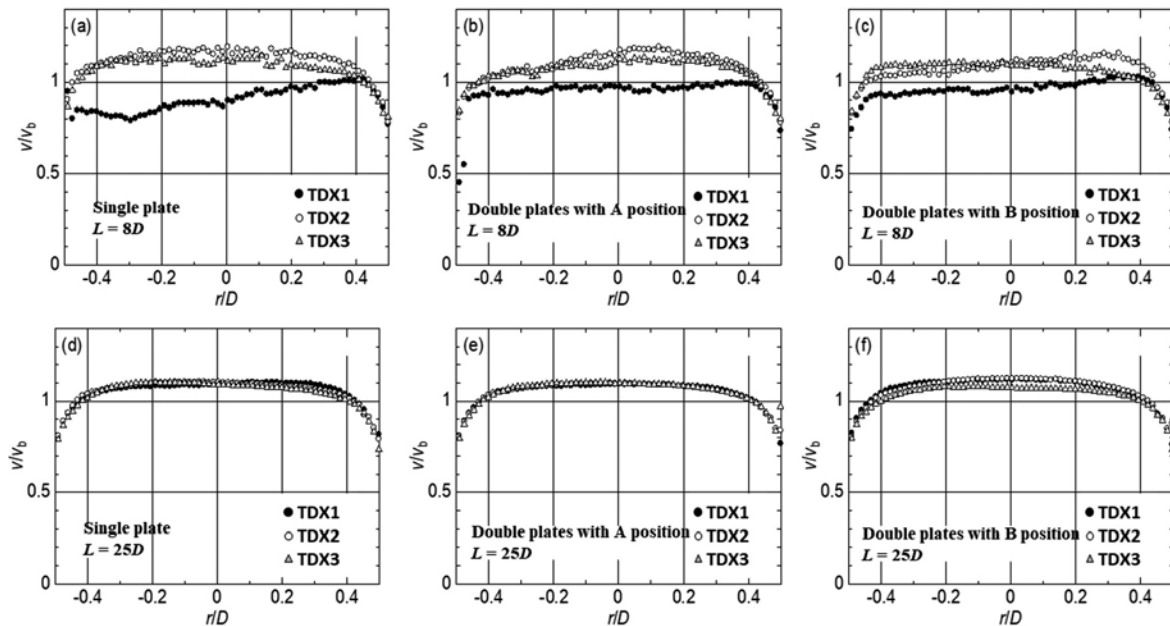 (a)
v/vb
1
0.5
0
TDX1
TDX2
TDX3
Single plate
L = 8D
-0.4 -0.2 0 0.2 0.4
r/D
(b)
v/vb
1
0.5
0
TDX1
TDX2
TDX3
Double plates with A position
L = 8D
-0.4 -0.2 0 0.2 0.4
r/D
(c)
v/vb
1
0.5
0
TDX1
TDX2
TDX3
Double plates with B position
L = 8D
-0.4 -0.2 0 0.2 0.4
r/D
(d)
v/vb
1
0.5
0
TDX1
TDX2
TDX3
Single plate
L = 25D
-0.4 -0.2 0 0.2 0.4
r/D
(e)
v/vb
1
0.5
0
TDX1
TDX2
TDX3
Double plates with A position
L = 25D
-0.4 -0.2 0 0.2 0.4
r/D
(f)
v/vb
1
0.5
0
TDX1
TDX2
TDX3
Double plates with B position
L = 25D
-0.4 -0.2 0 0.2 0.4
r/D